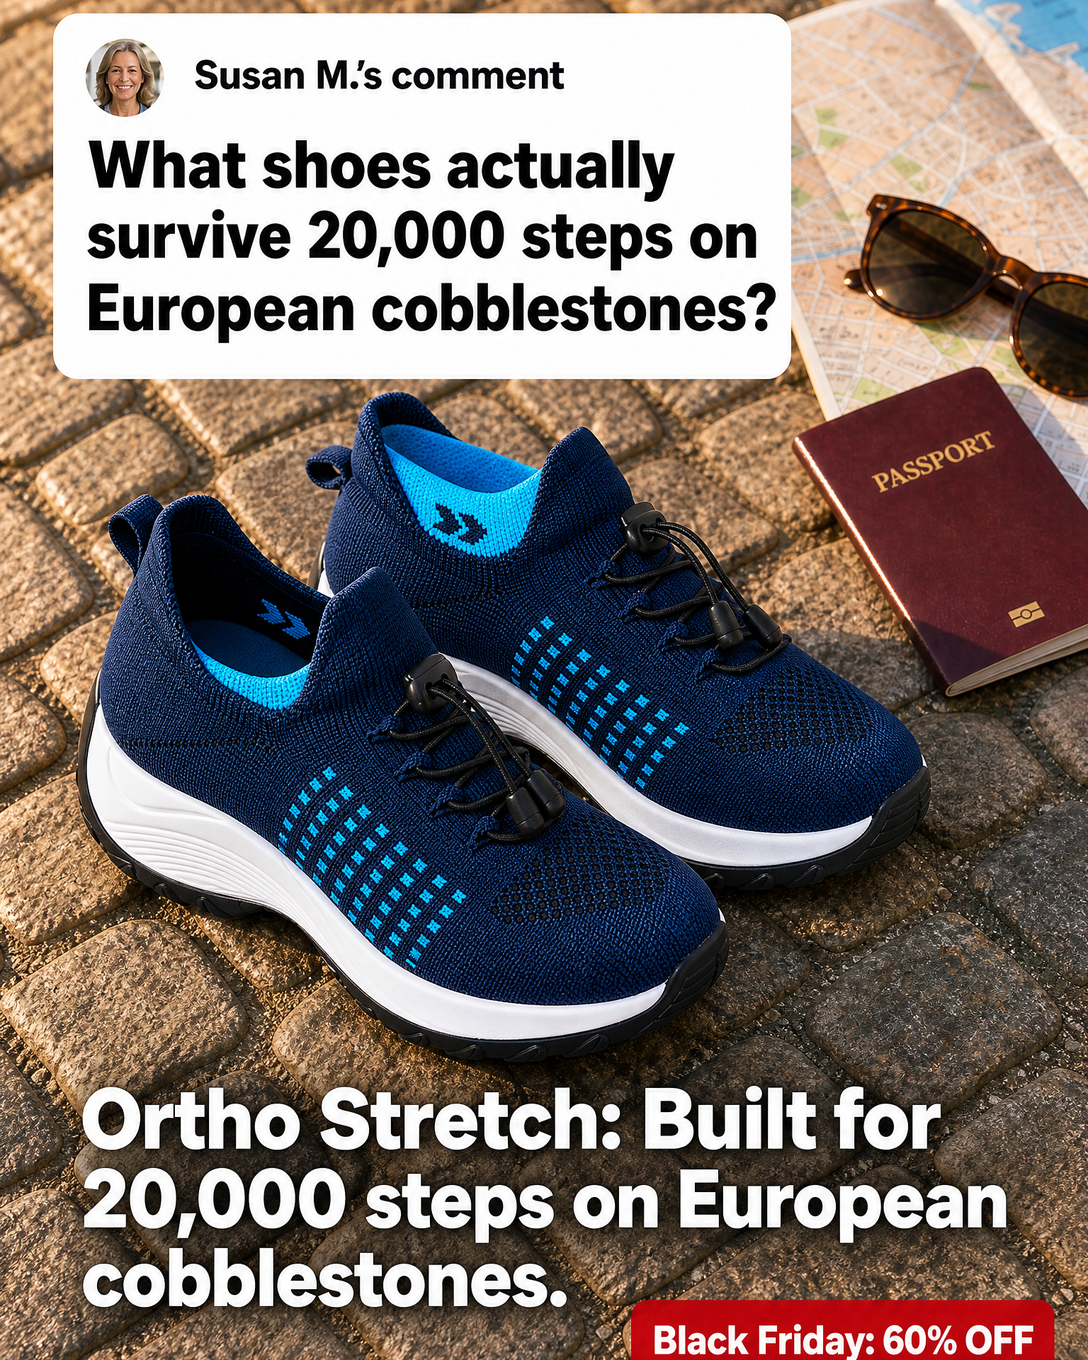 Susan M.'s comment
What shoes actually
survive 20,000 steps on
European cobblestones?
PASSPORT
Ortho Stretch: Built for
20,000 steps on European
cobblestones.
Black Friday: 60% OFF